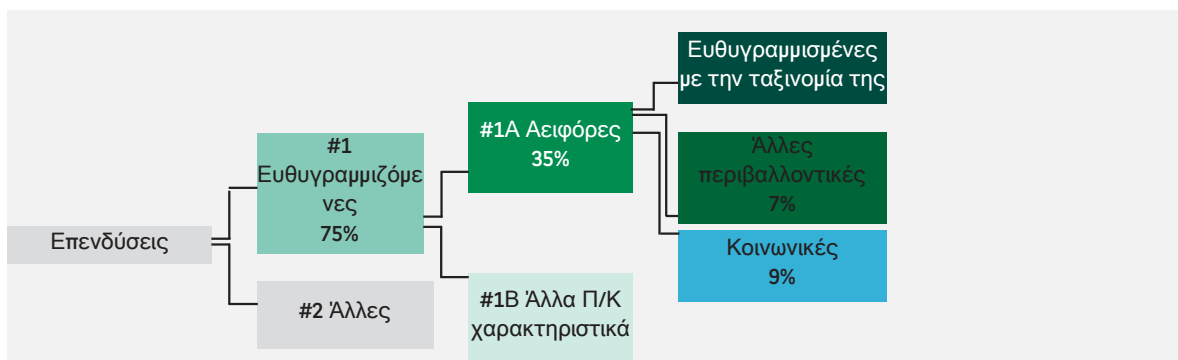 Επενδύσεις
#1
Ευθυγραμμιζόμε
νες
75%
#2 Άλλες
#1Α Αειφόρες
35%
#1Β Άλλα Π/Κ
χαρακτηριστικά
Ευθυγραμμισμένες
με την ταξινομία της
Άλλες
περιβαλλοντικές
7%
Κοινωνικές
9%